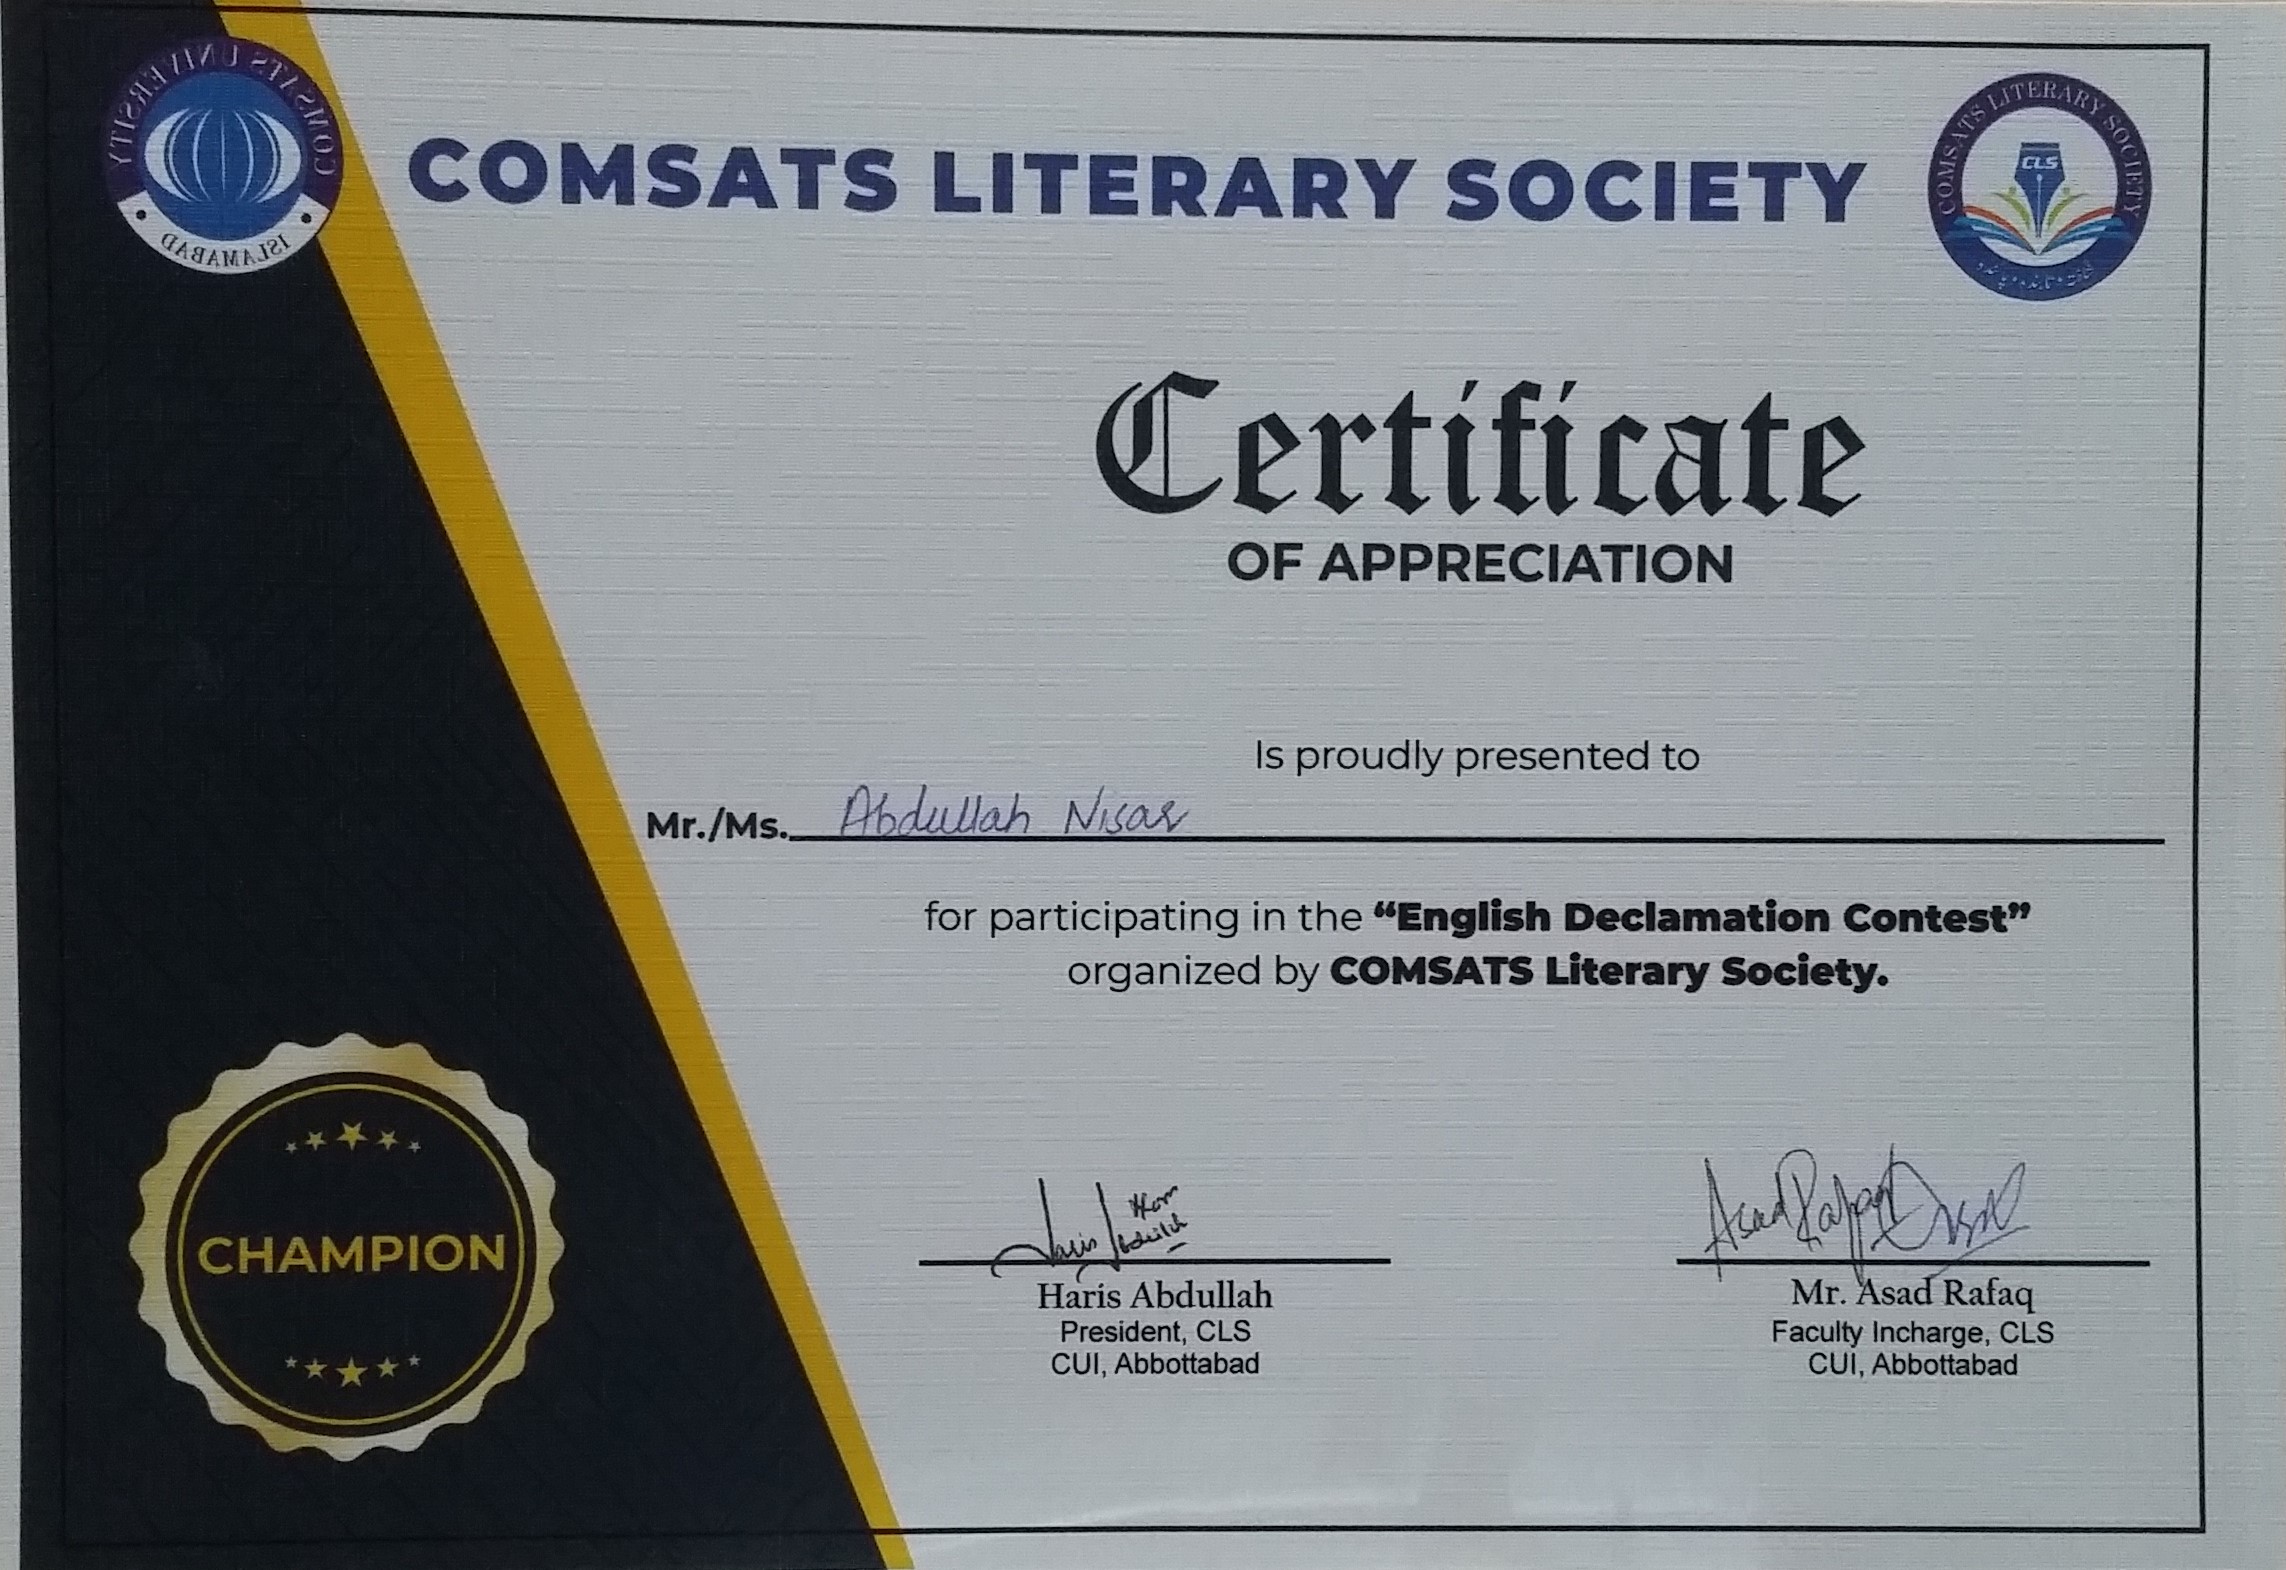 COMSATS UNIVERSITY
ISLAMABAD
COMSATS LITERARY SOCIETY
COMSATS LITERARY SOCIETY
CLS
Certificate
OF APPRECIATION
Is proudly presented to
Mr./Ms. Abdullah Nisar
for participating in the “English Declamation Contest”
organized by COMSATS Literary Society.
CHAMPION
Haris Abdullah
Asad Rafaq
Haris Abdullah
President, CLS
CUI, Abbottabad
Mr. Asad Rafaq
Faculty Incharge, CLS
CUI, Abbottabad